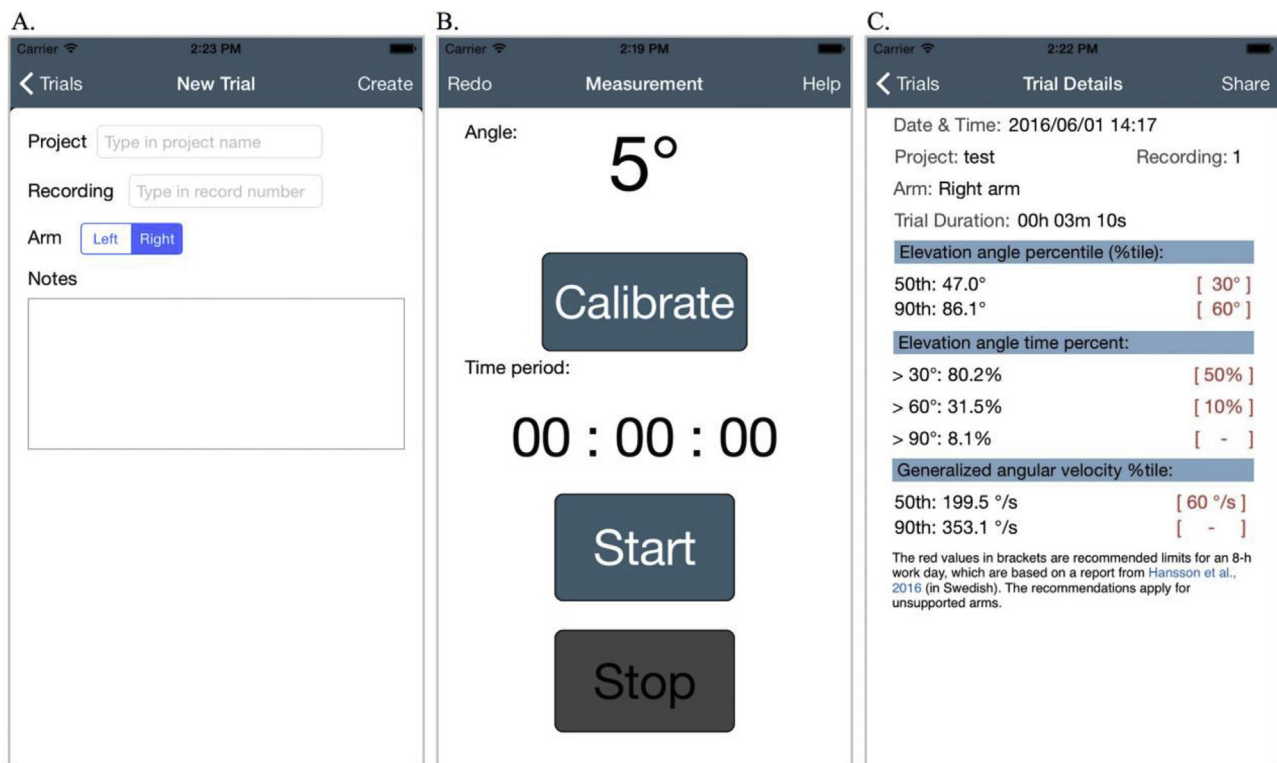 A.
Carrier 2:23 PM
Trials New Trial Create
Project Type in project name
Recording Type in record number
Arm Left Right
Notes
B.
Carrier 2:19 PM
Redo Measurement Help
Angle:
5°
Calibrate
Time period:
00 : 00 : 00
Start
Stop
C.
Carrier 2:22 PM
Trials Trial Details Share
Date & Time: 2016/06/01 14:17
Project: test Recording: 1
Arm: Right arm
Trial Duration: 00h 03m 10s
Elevation angle percentile (%tile):
50th: 47.0° [ 30° ]
90th: 86.1° [ 60° ]
Elevation angle time percent:
> 30°: 80.2% [ 50% ]
> 60°: 31.5% [ 10% ]
> 90°: 8.1% [ - ]
Generalized angular velocity %tile:
50th: 199.5 °/s [ 60 °/s ]
90th: 353.1 °/s [ - ]
The red values in brackets are recommended limits for an 8-h
work day, which are based on a report from Hansson et al.,
2016 (in Swedish). The recommendations apply for
unsupported arms.